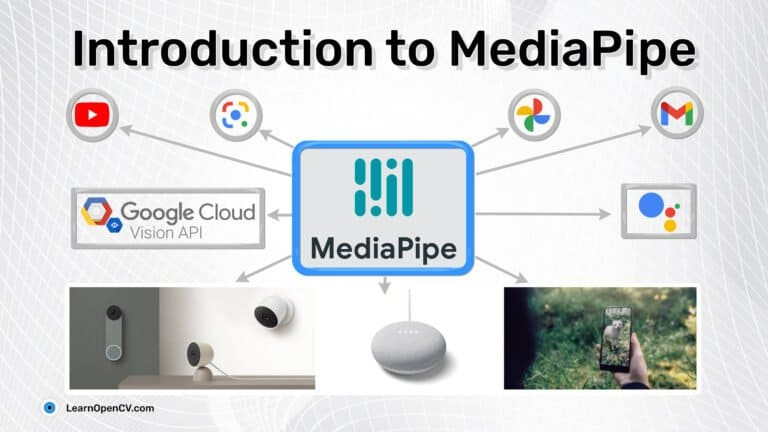 Introduction to MediaPipe
Google Cloud
Vision API
MediaPipe
LearnOpenCV.com